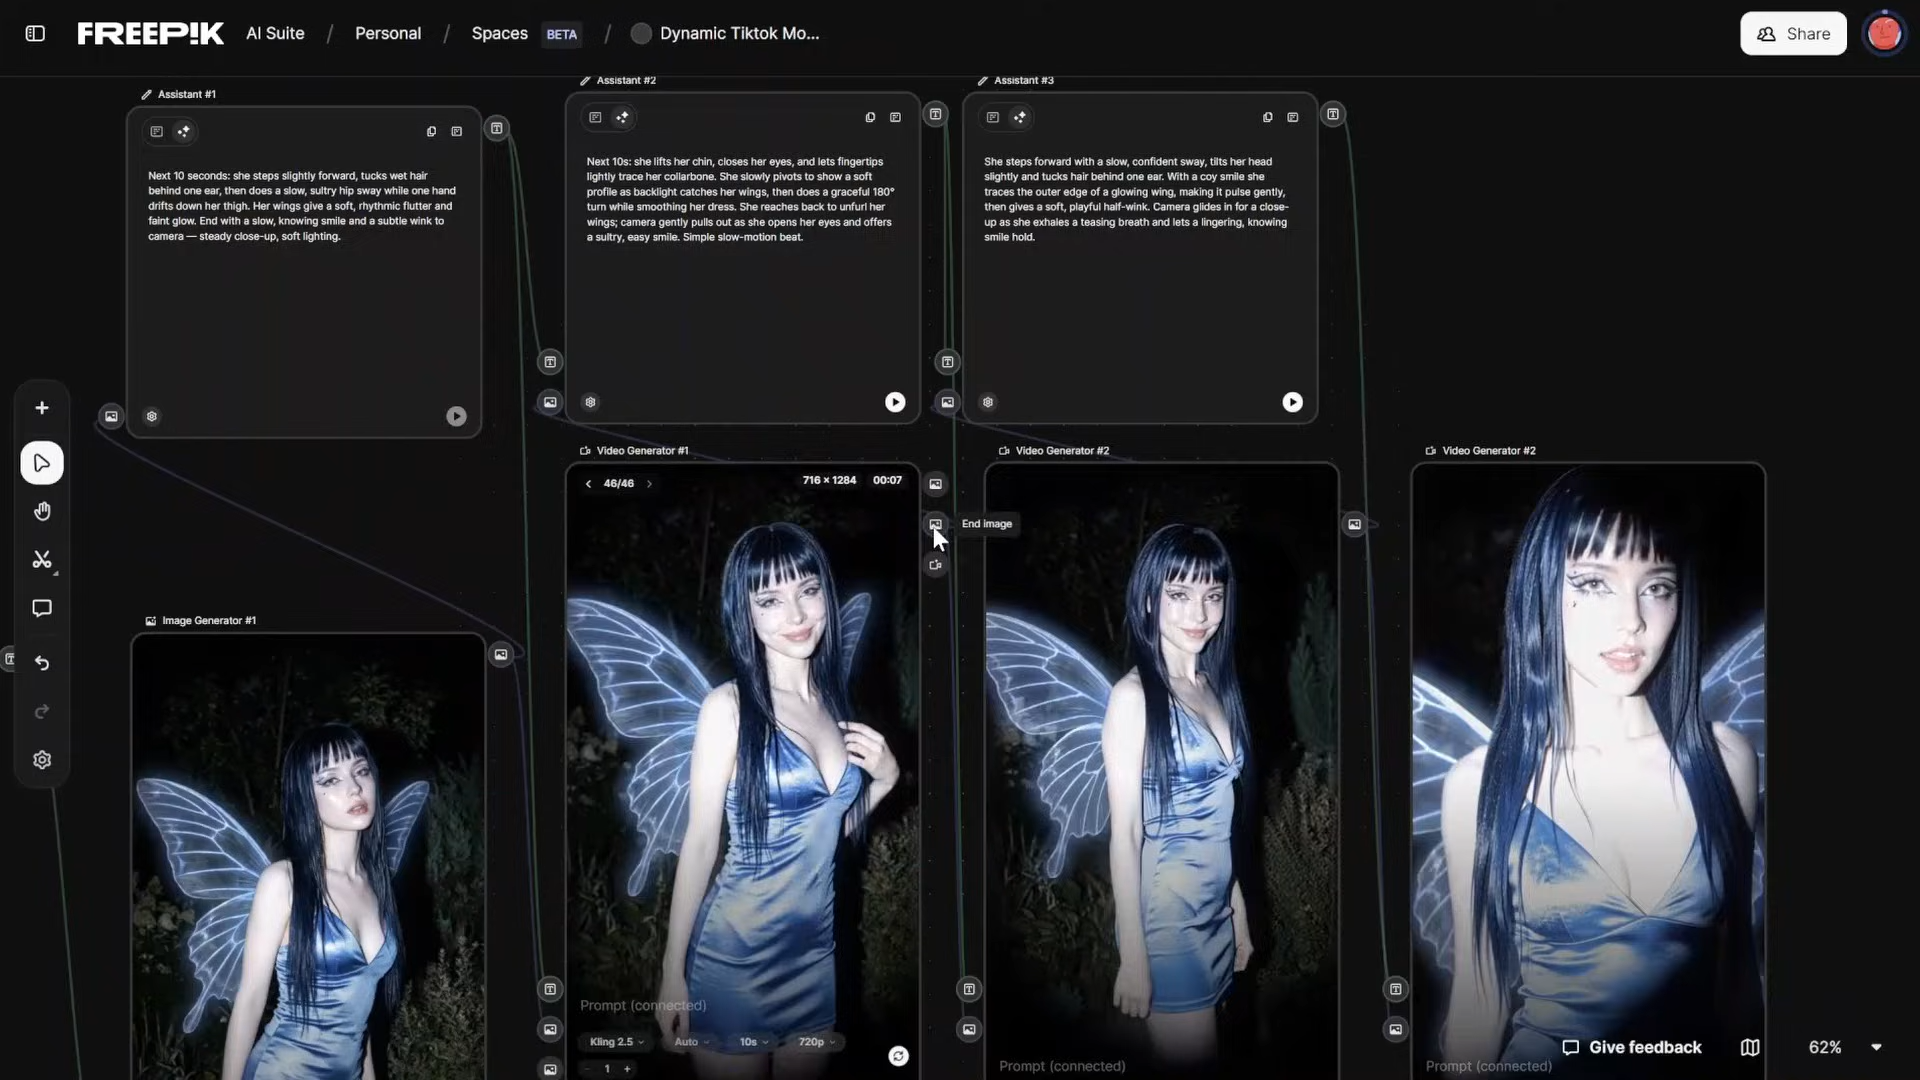 FREEP!K AI Suite / Personal / Spaces BETA / Dynamic Tiktok Mo...
Share
Assistant #1
Next 10 seconds: she steps slightly forward, tucks wet hair
behind one ear, then does a slow, sultry hip sway while one hand
drifts down her thigh. Her wings give a soft, rhythmic flutter and
faint glow. End with a slow, knowing smile and a subtle wink to
camera — steady close-up, soft lighting.
Assistant #2
Next 10s: she lifts her chin, closes her eyes, and lets fingertips
lightly trace her collarbone. She slowly pivots to show a soft
profile as backlight catches her wings, then does a graceful 180°
turn while smoothing her dress. She reaches back to unfurl her
wings; camera gently pulls out as she opens her eyes and offers
a sultry, easy smile. Simple slow-motion beat.
Assistant #3
She steps forward with a slow, confident sway, tilts her head
slightly and tucks hair behind one ear. With a coy smile she
traces the outer edge of a glowing wing, making it pulse gently,
then gives a soft, playful half-wink. Camera glides in for a close-
up as she exhales a teasing breath and lets a lingering, knowing
smile hold.
Image Generator #1
Video Generator #1
46/46
716 × 1284 00:07
End image
Prompt (connected)
Kling 2.5 Auto 10s 720p
- 1 +
Video Generator #2
Prompt (connected)
Video Generator #2
Prompt (connected)
Give feedback
62%